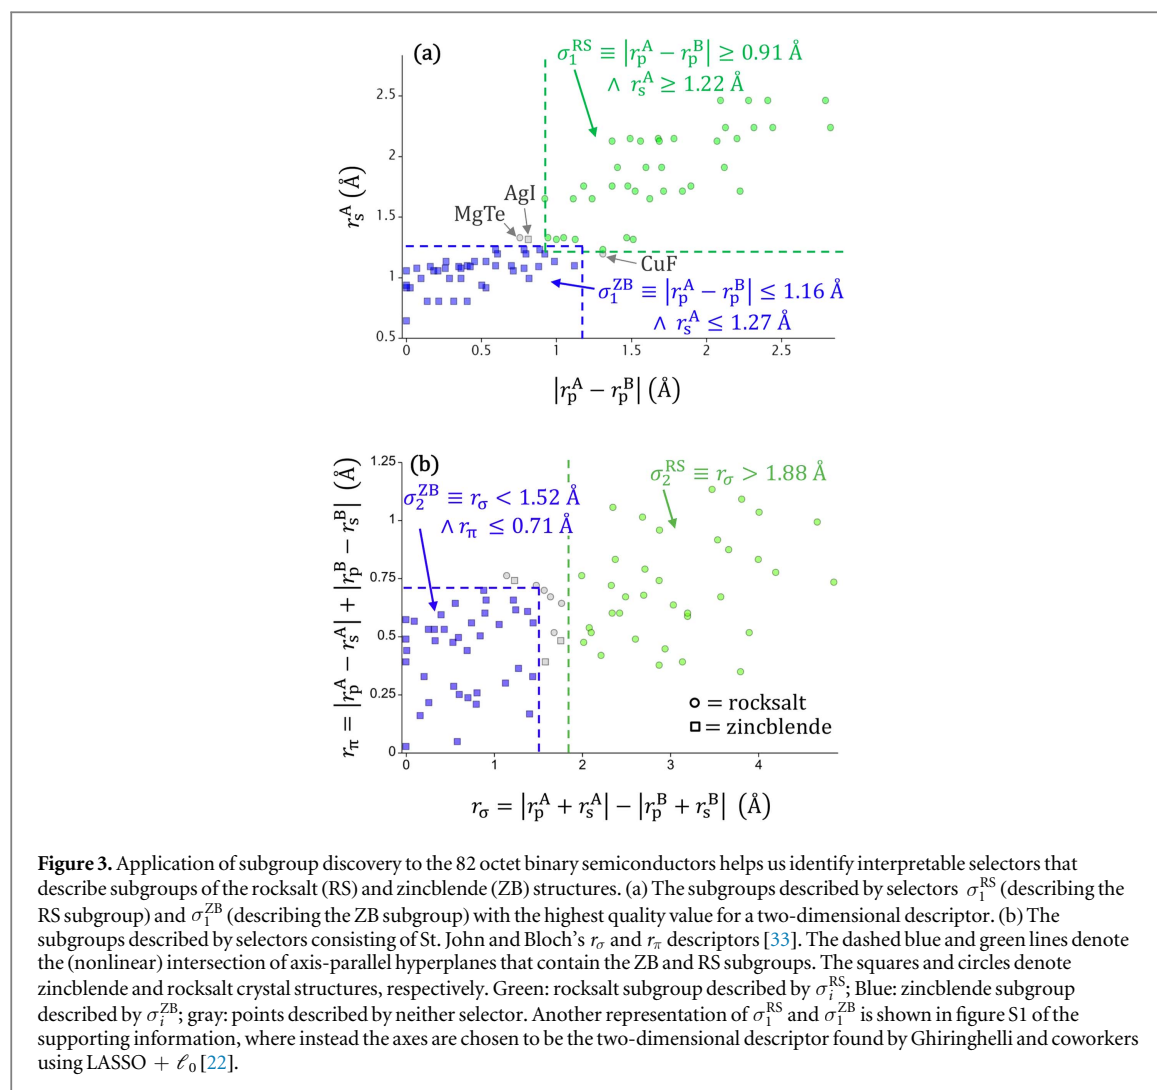 (a)
σ₁ᴿˢ ≡ |rₚᴬ − rₚᴮ| ≥ 0.91 Å
∧ rₛᴬ ≥ 1.22 Å
2.5
2
1.5
1
0.5
rₛᴬ (Å)
AgI
MgTe
CuF
σ₁ᶻᴮ ≡ |rₚᴬ − rₚᴮ| ≤ 1.16 Å
∧ rₛᴬ ≤ 1.27 Å
0 0.5 1 1.5 2 2.5
|rₚᴬ − rₚᴮ| (Å)
(b)
σ₂ᴿˢ ≡ r_σ > 1.88 Å
σ₂ᶻᴮ ≡ r_σ < 1.52 Å
∧ r_π ≤ 0.71 Å
1.25
1
0.75
0.5
0.25
0
r_π = |rₚᴬ − rₛᴬ| + |rₚᴮ − rₛᴮ| (Å)
= rocksalt
= zincblende
0 1 2 3 4
r_σ = |rₚᴬ + rₛᴬ| − |rₚᴮ + rₛᴮ| (Å)
Figure 3. Application of subgroup discovery to the 82 octet binary semiconductors helps us identify interpretable selectors that
describe subgroups of the rocksalt (RS) and zincblende (ZB) structures. (a) The subgroups described by selectors σ₁ᴿˢ (describing the
RS subgroup) and σ₁ᶻᴮ (describing the ZB subgroup) with the highest quality value for a two-dimensional descriptor. (b) The
subgroups described by selectors consisting of St. John and Bloch's r_σ and r_π descriptors [33]. The dashed blue and green lines denote
the (nonlinear) intersection of axis-parallel hyperplanes that contain the ZB and RS subgroups. The squares and circles denote
zincblende and rocksalt crystal structures, respectively. Green: rocksalt subgroup described by σᵢᴿˢ; Blue: zincblende subgroup
described by σᵢᶻᴮ; gray: points described by neither selector. Another representation of σ₁ᴿˢ and σ₁ᶻᴮ is shown in figure S1 of the
supporting information, where instead the axes are chosen to be the two-dimensional descriptor found by Ghiringhelli and coworkers
using LASSO + ℓ₀ [22].